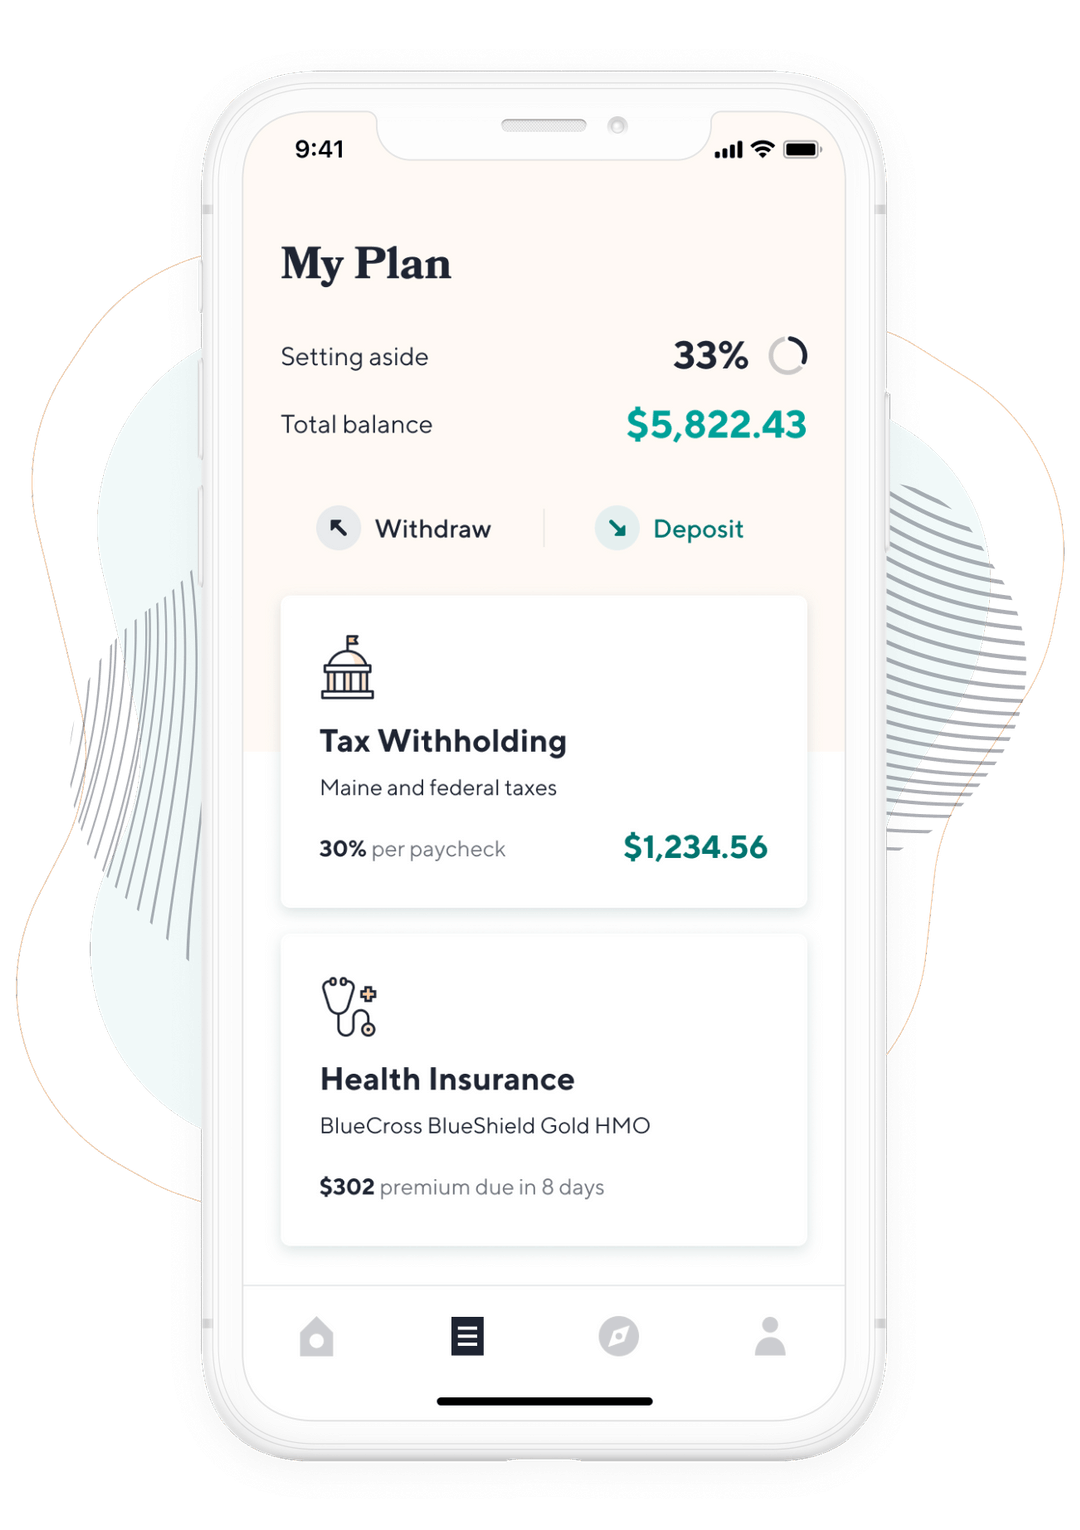 9:41
My Plan
Setting aside 33%
Total balance $5,822.43
Withdraw Deposit
Tax Withholding
Maine and federal taxes
30% per paycheck $1,234.56
Health Insurance
BlueCross BlueShield Gold HMO
$302 premium due in 8 days